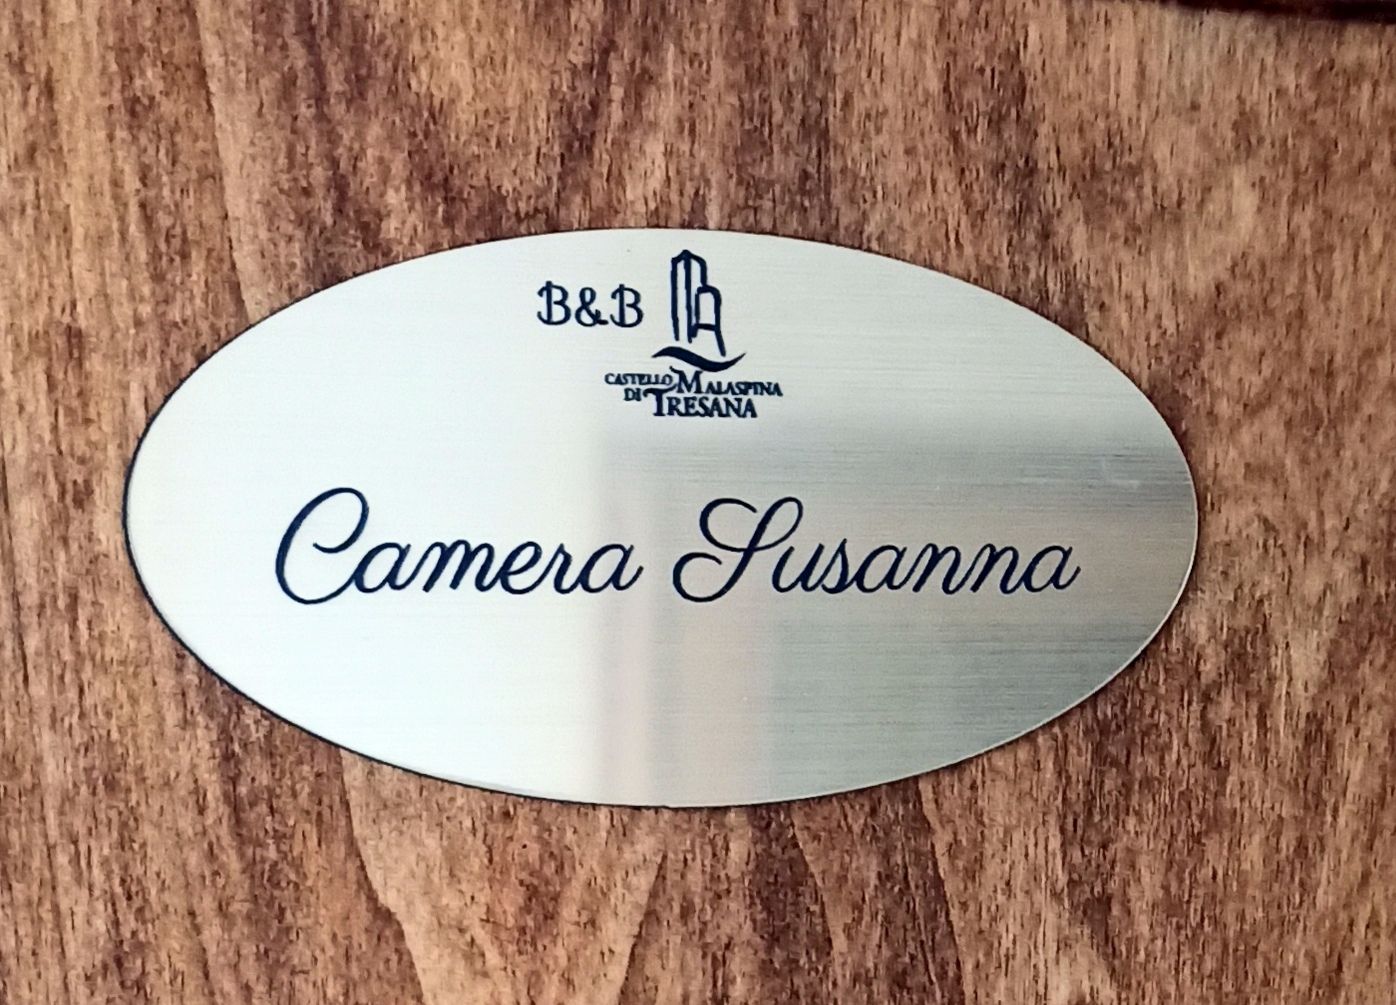 B&B
CASTELLO MALASPINA
DI TRESANA
Camera Susanna